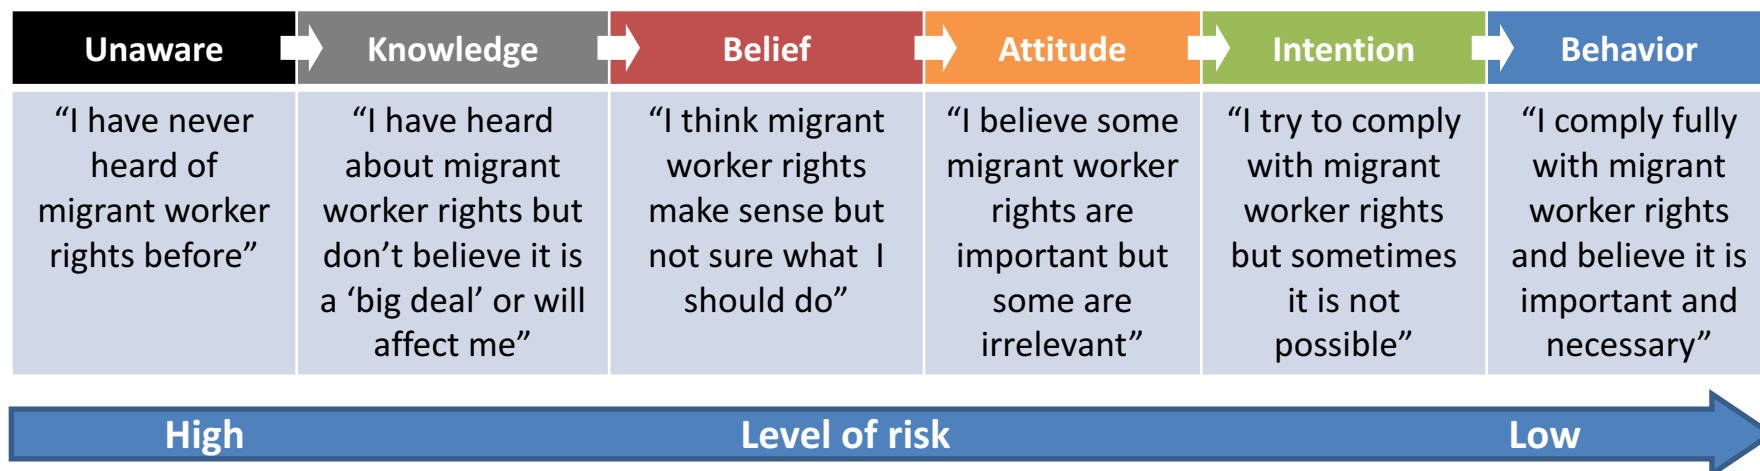 Unaware
Knowledge
Belief
Attitude
Intention
Behavior
“I have never
heard of
migrant worker
rights before”
“I have heard
about migrant
worker rights but
don’t believe it is
a ‘big deal’ or will
affect me”
“I think migrant
worker rights
make sense but
not sure what I
should do”
“I believe some
migrant worker
rights are
important but
some are
irrelevant”
“I try to comply
with migrant
worker rights
but sometimes
it is not
possible”
“I comply fully
with migrant
worker rights
and believe it is
important and
necessary”
High
Level of risk
Low